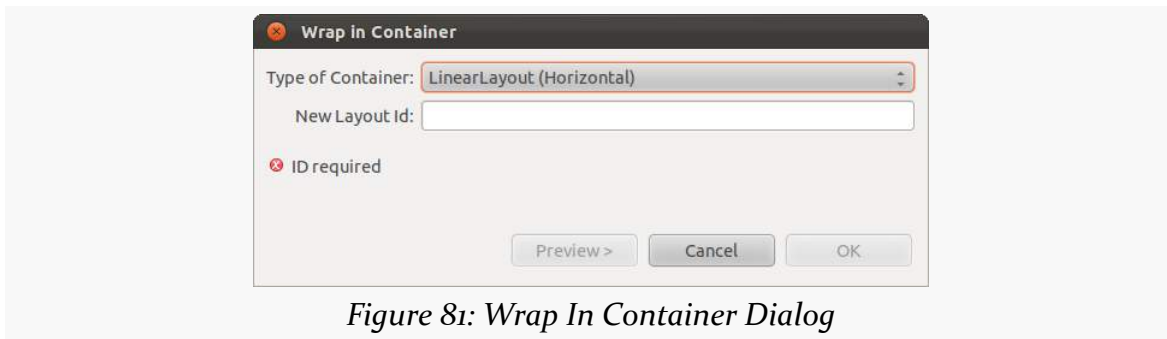 Wrap in Container
Type of Container: LinearLayout (Horizontal)
New Layout Id:
ID required
Preview > Cancel OK
Figure 81: Wrap In Container Dialog